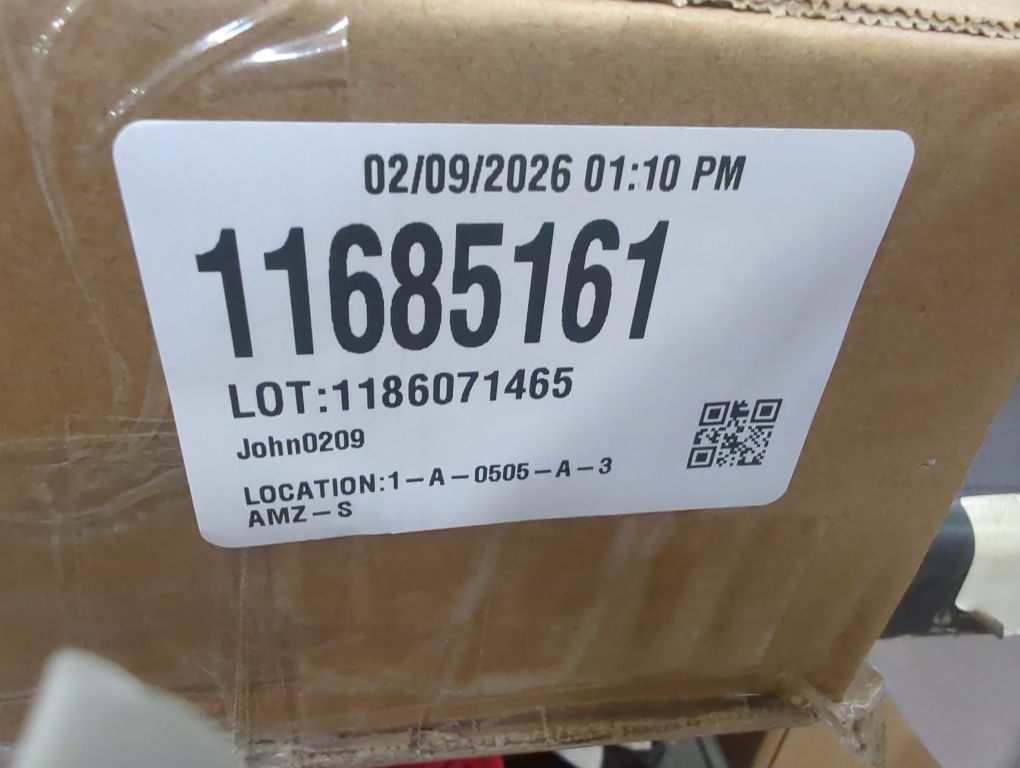 02/09/2026 01:10 PM
11685161
LOT:1186071465
John0209
LOCATION:1-A-0505-A-3
AMZ-S